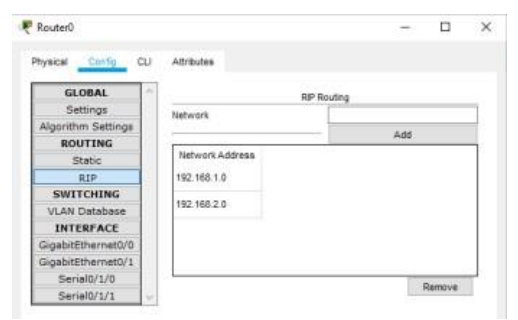 Router0
Physical Config CLI Attributes
GLOBAL
Settings
Algorithm Settings
ROUTING
Static
RIP
SWITCHING
VLAN Database
INTERFACE
GigabitEthernet0/0
GigabitEthernet0/1
Serial0/1/0
Serial0/1/1
RIP Routing
Network
Add
Network Address
192.168.1.0
192.168.2.0
Remove